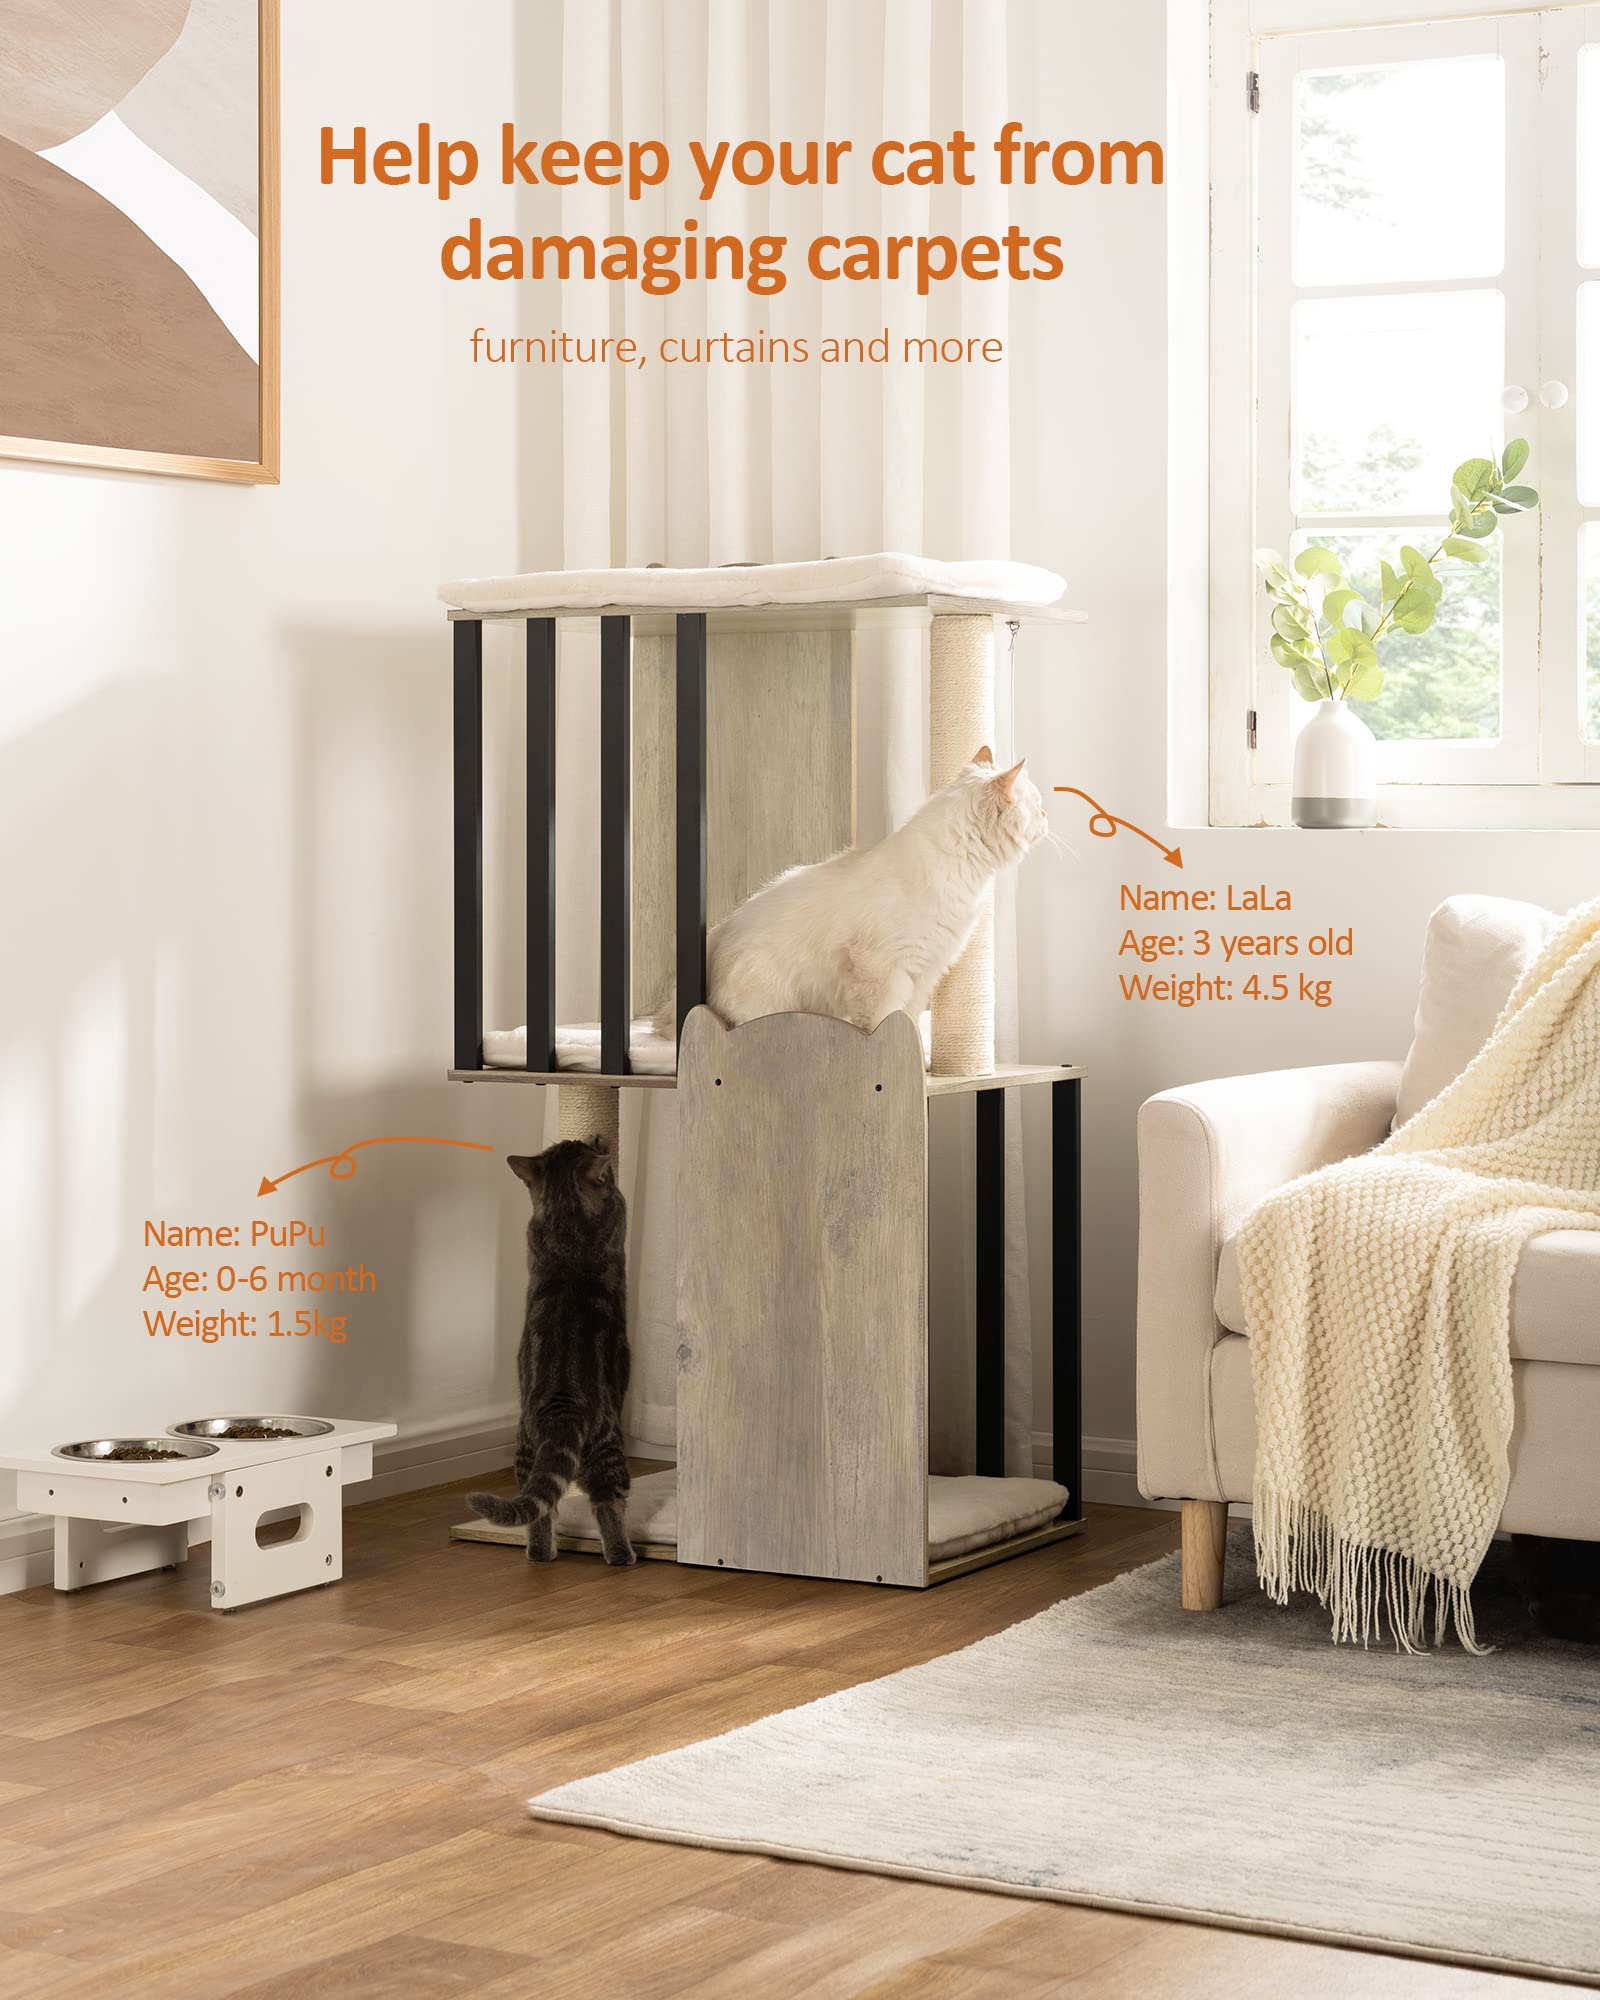 Help keep your cat from
damaging carpets
furniture, curtains and more
Name: LaLa
Age: 3 years old
Weight: 4.5 kg
Name: PuPu
Age: 0-6 month
Weight: 1.5kg